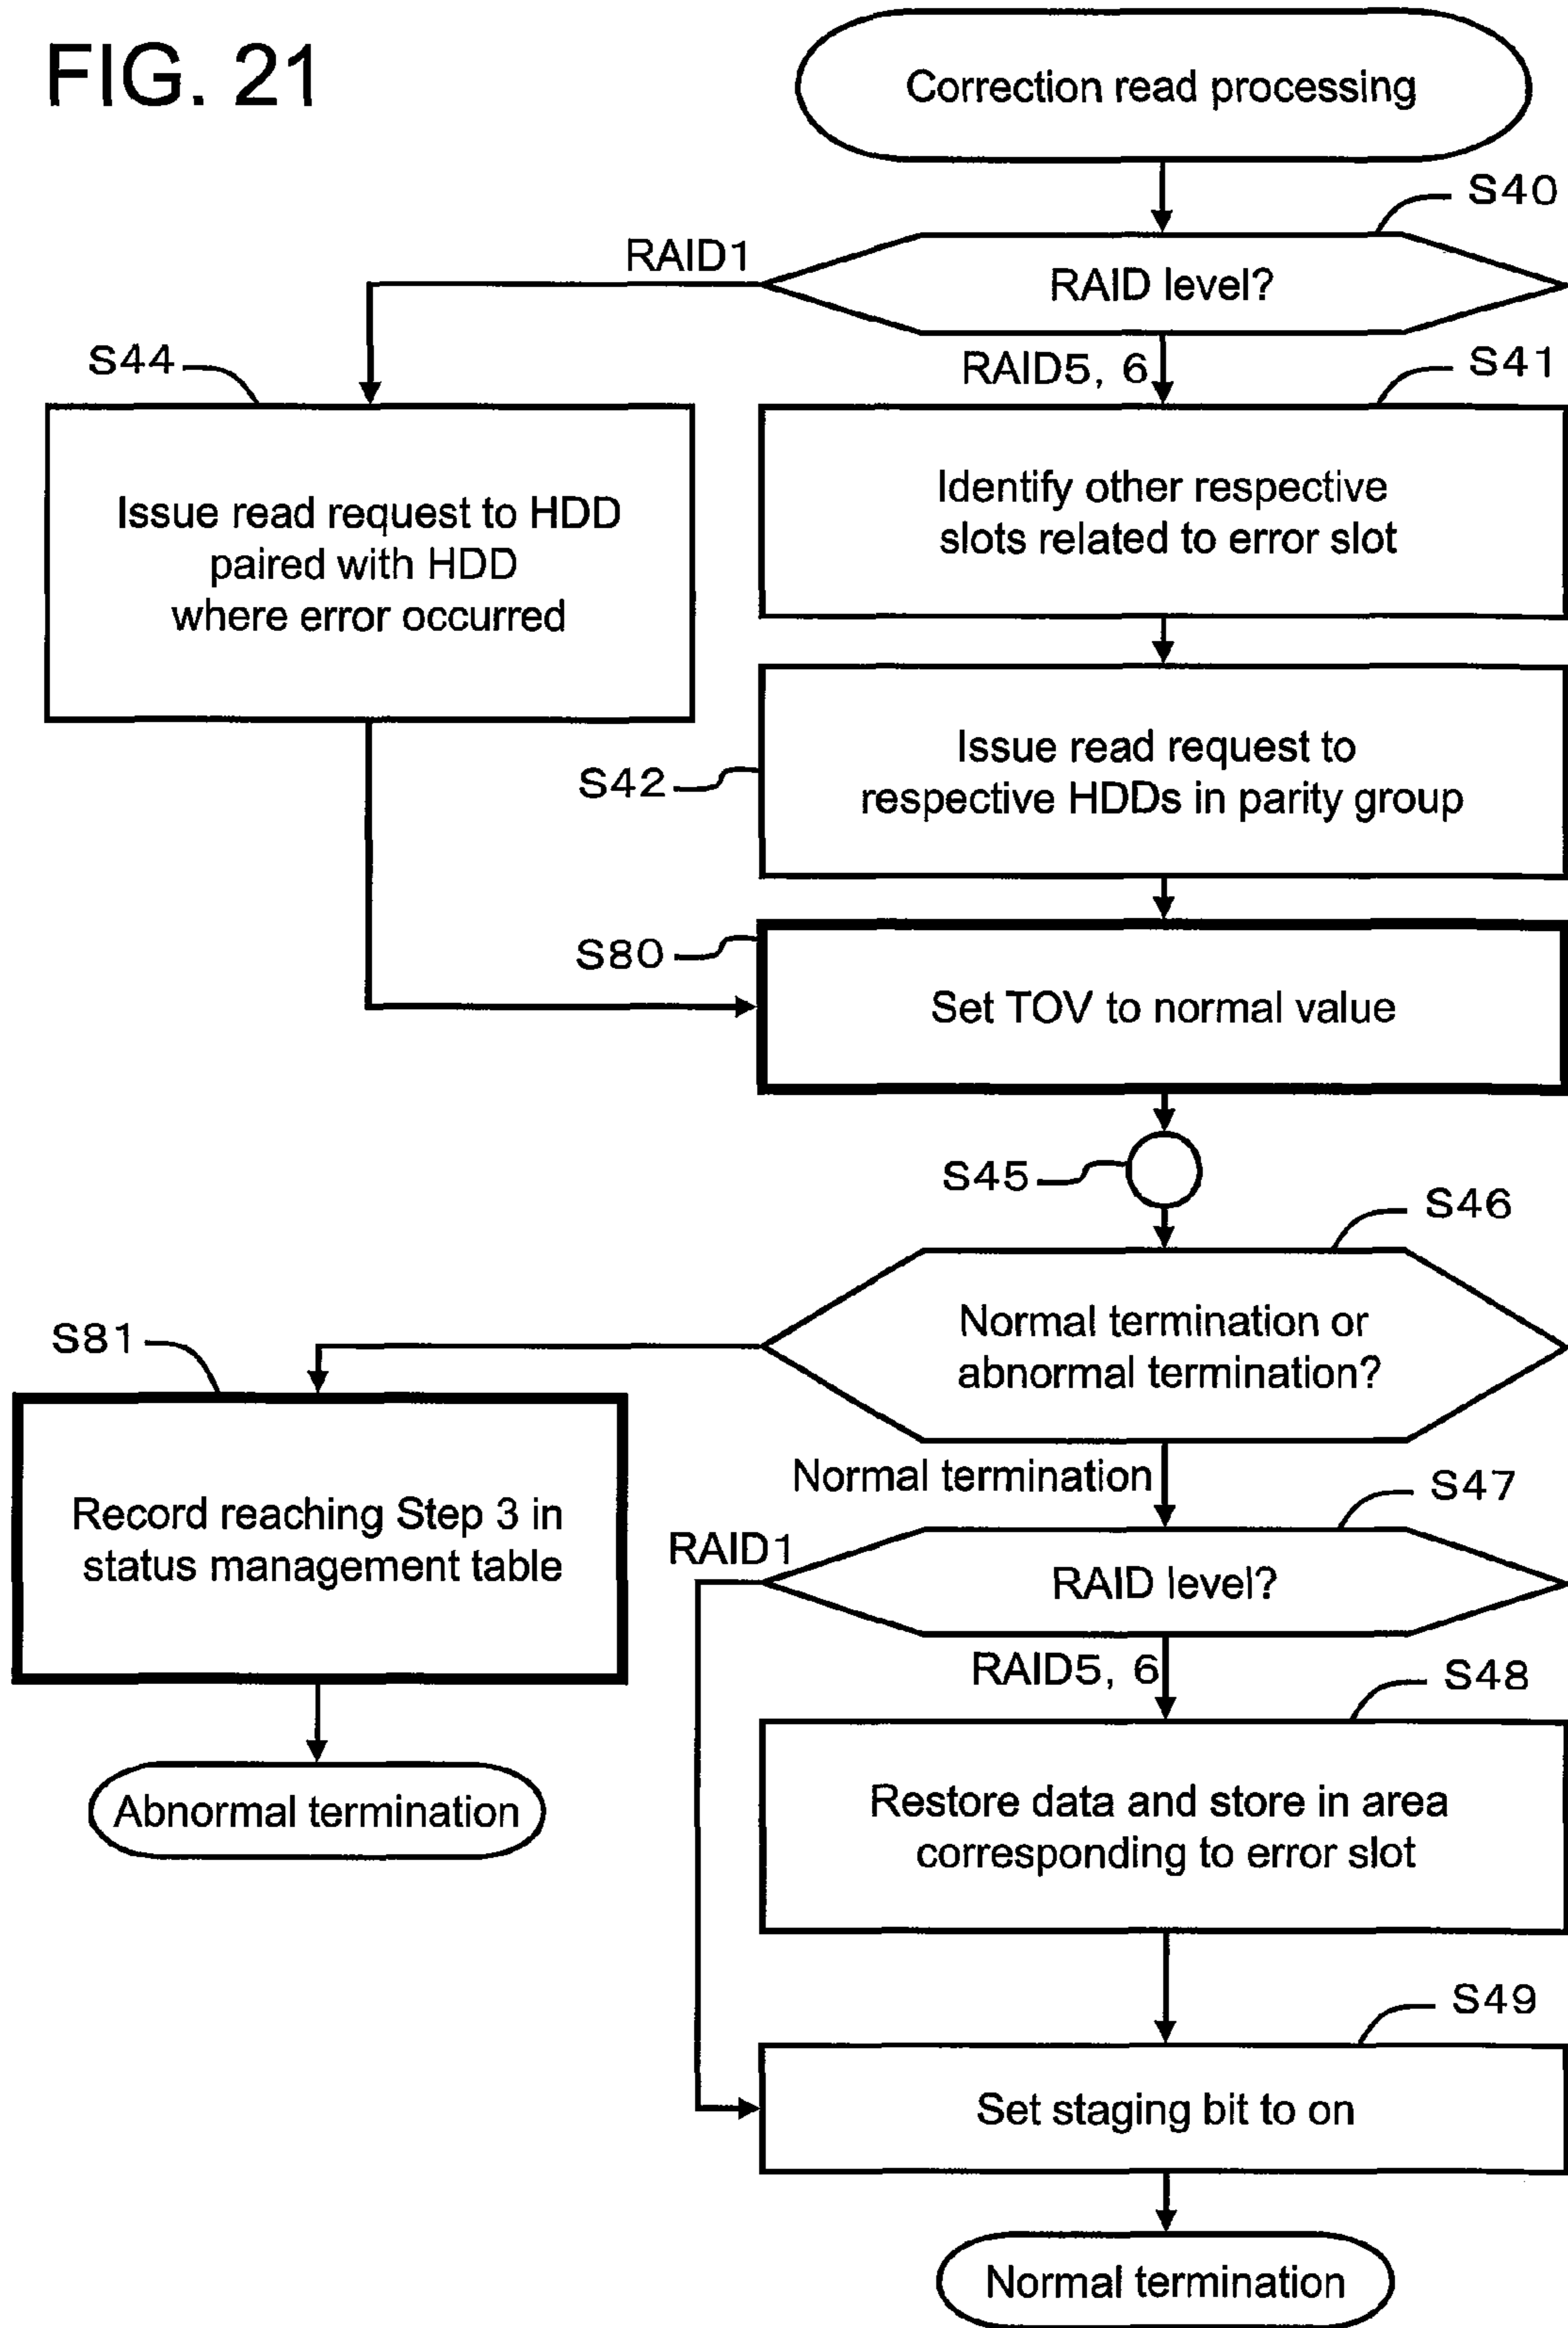 FIG. 21
Correction read processing
S40
RAID level?
RAID1
RAID5, 6
S44
Issue read request to HDD
paired with HDD
where error occurred
S41
Identify other respective
slots related to error slot
S42
Issue read request to
respective HDDs in parity group
S80
Set TOV to normal value
S45
S46
Normal termination or
abnormal termination?
S81
Record reaching Step 3 in
status management table
Abnormal termination
Normal termination
S47
RAID level?
RAID1
RAID5, 6
S48
Restore data and store in area
corresponding to error slot
S49
Set staging bit to on
Normal termination